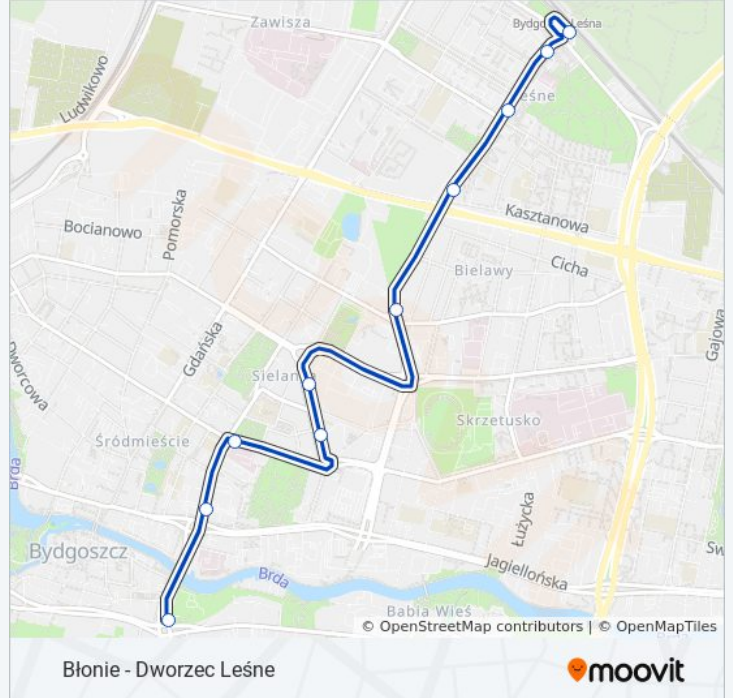 Zawisza
Bydgoszcz Leśna
Leśne
Ludwikowo
Pomorska
Kasztanowa
Bocianowo
Bielawy
Cicha
Gajowa
Gdańska
Dworcowa
Sielanka
Skrzetusko
Śródmieście
Brda
Łużycka
Bydgoszcz
Jagiellońska
Brda
Babia Wieś
© OpenStreetMap contributors | © OpenMapTiles
Błonie - Dworzec Leśne
moovit